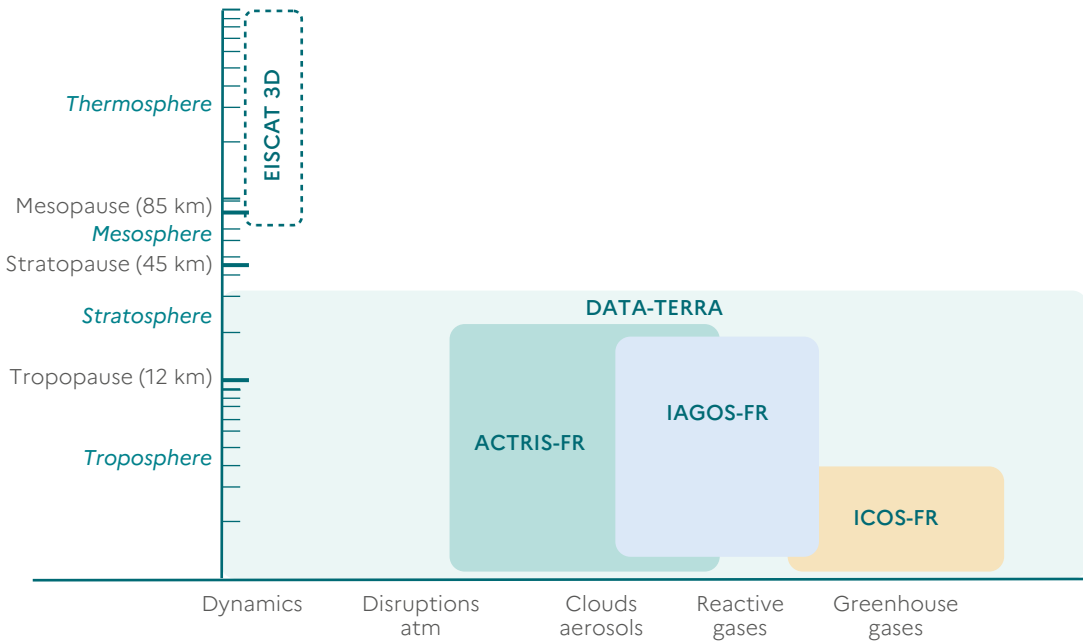 EISCAT 3D
Thermosphere
Mesopause (85 km)
Mesosphere
Stratopause (45 km)
DATA-TERRA
Stratosphere
Tropopause (12 km)
IAGOS-FR
ACTRIS-FR
Troposphere
ICOS-FR
Dynamics
Disruptions
atm
Clouds
aerosols
Reactive
gases
Greenhouse
gases